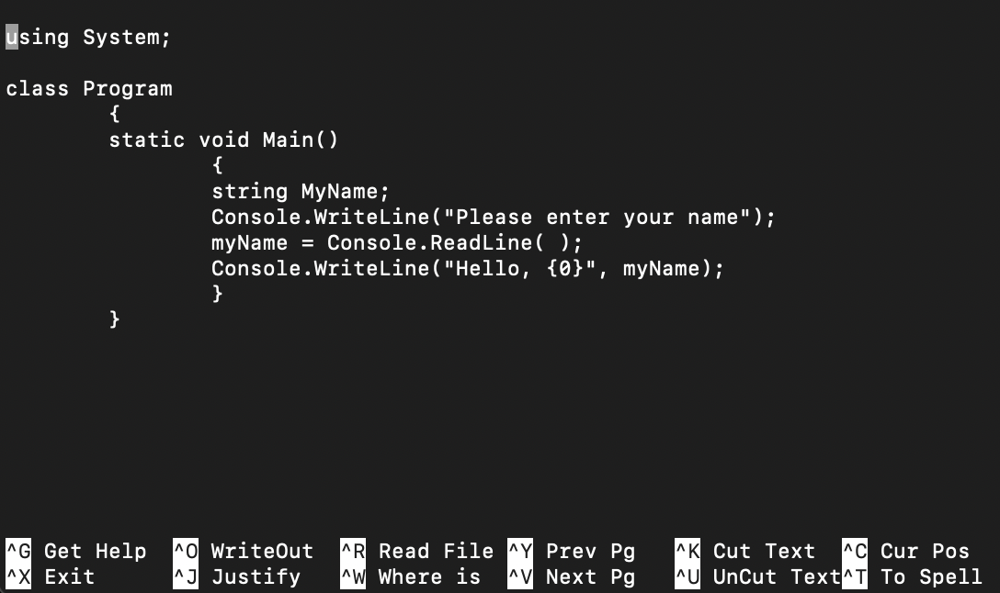 using System;
class Program
{
static void Main()
{
string MyName;
Console.WriteLine("Please enter your name");
myName = Console.ReadLine( );
Console.WriteLine("Hello, {0}", myName);
}
}
^G Get Help ^O WriteOut ^R Read File ^Y Prev Pg ^K Cut Text ^C Cur Pos
^X Exit ^J Justify ^W Where is ^V Next Pg ^U UnCut Text ^T To Spell